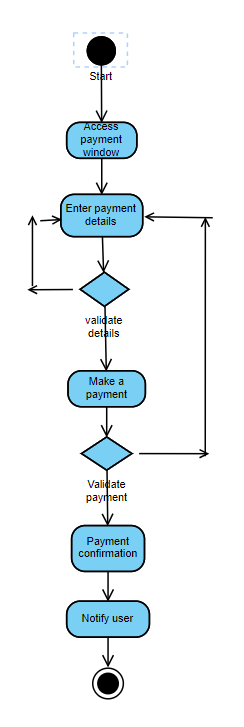 Start
Access
payment
window
Enter payment
details
validate
details
Make a
payment
Validate
payment
Payment
confirmation
Notify user